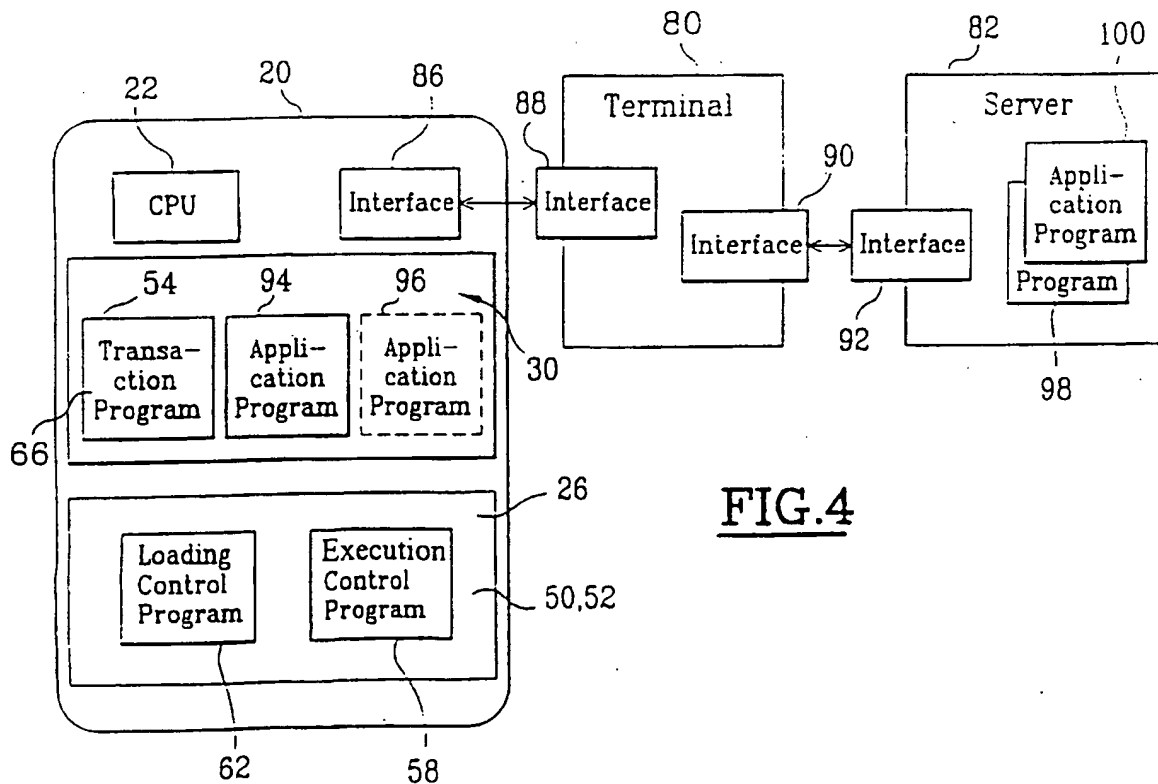 80
82
100
20
86
22
88
Terminal
Server
90
CPU
Interface
Interface
Appli-
cation
Program
Interface
Interface
Program
54
94
96
30
92
98
Transa-
ction
Program
Appli-
cation
Program
Appli-
cation
Program
66
26
FIG.4
Loading
Control
Program
Execution
Control
Program
50,52
62
58